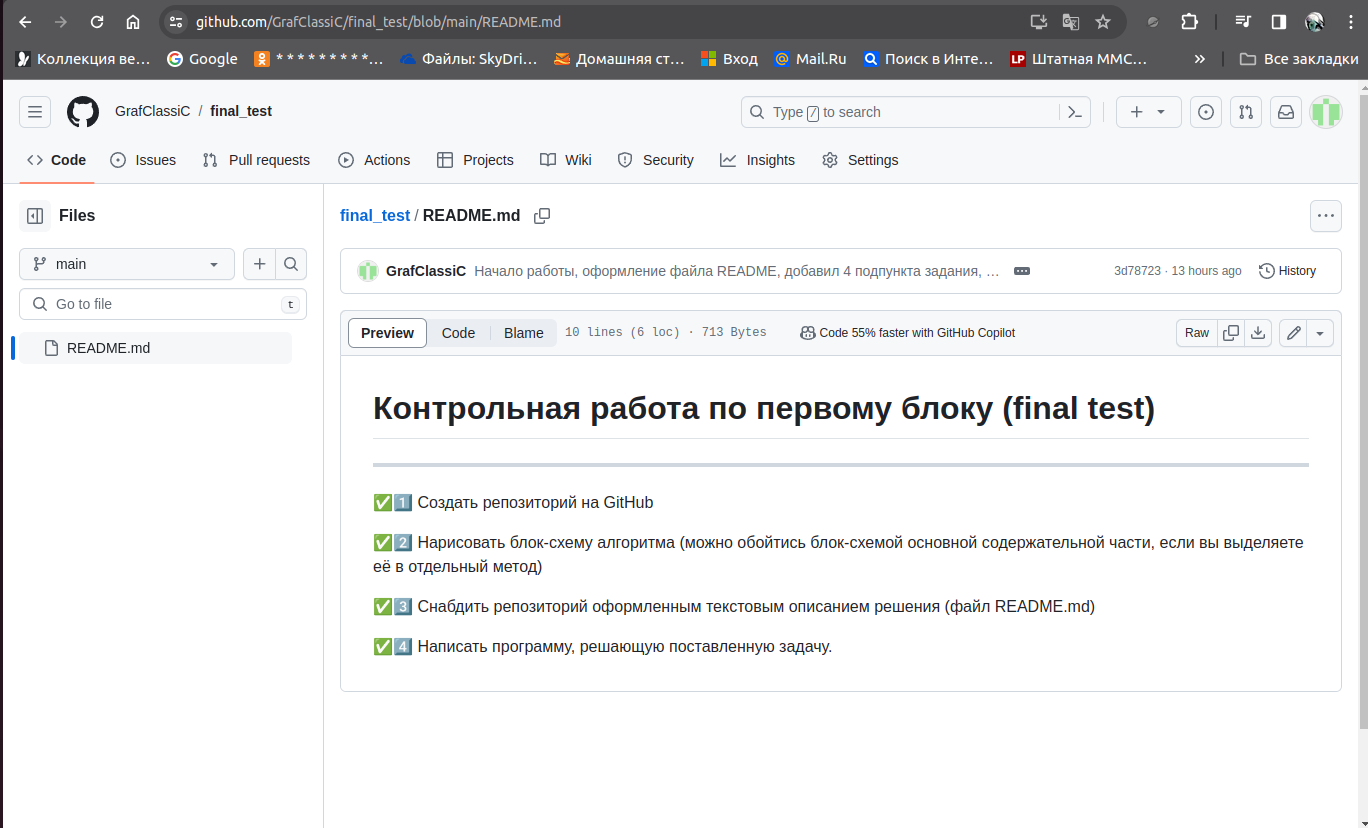 github.com/GrafClassiC/final_test/blob/main/README.md
Коллекция ве… Google * * * * * * * * *… Файлы: SkyDri… Домашняя ст… Вход Mail.Ru Поиск в Инте… LP Штатная ММС… » Все закладки
GrafClassiC / final_test Type / to search
Code Issues Pull requests Actions Projects Wiki Security Insights Settings
Files
main
Go to file t
README.md
final_test / README.md
GrafClassiC Начало работы, оформление файла README, добавил 4 подпункта задания, … 3d78723 · 13 hours ago History
Preview Code Blame 10 lines (6 loc) · 713 Bytes Code 55% faster with GitHub Copilot Raw
Контрольная работа по первому блоку (final test)
✅1️⃣ Создать репозиторий на GitHub
✅2️⃣ Нарисовать блок-схему алгоритма (можно обойтись блок-схемой основной содержательной части, если вы выделяете
её в отдельный метод)
✅3️⃣ Снабдить репозиторий оформленным текстовым описанием решения (файл README.md)
✅4️⃣ Написать программу, решающую поставленную задачу.